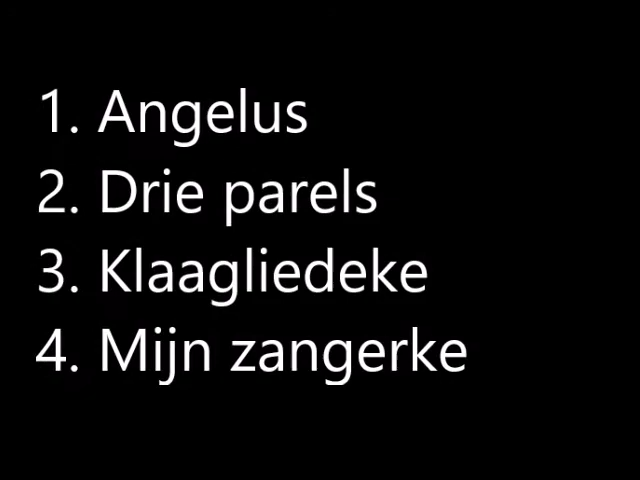 1. Angelus
2. Drie parels
3. Klaagliedeke
4. Mijn zangerke